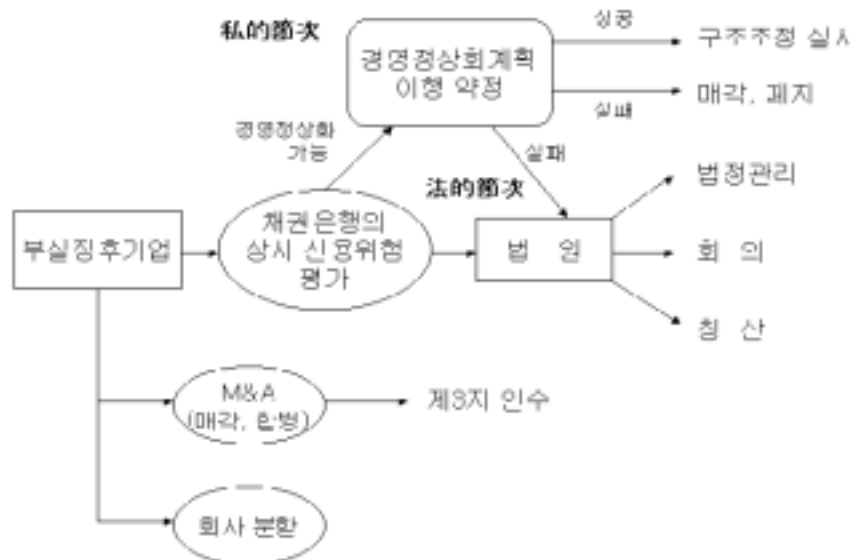 私的節次
경영정상화계획
이행 약정
성공
구조조정 실시
실패
매각, 폐지
경영정상화
가능
실패
法的節次
법정관리
부실징후기업
채권은행의
상시 신용위험
평가
법 원
회 의
청 산
M&A
(매각, 합병)
제3자 인수
회사 분할